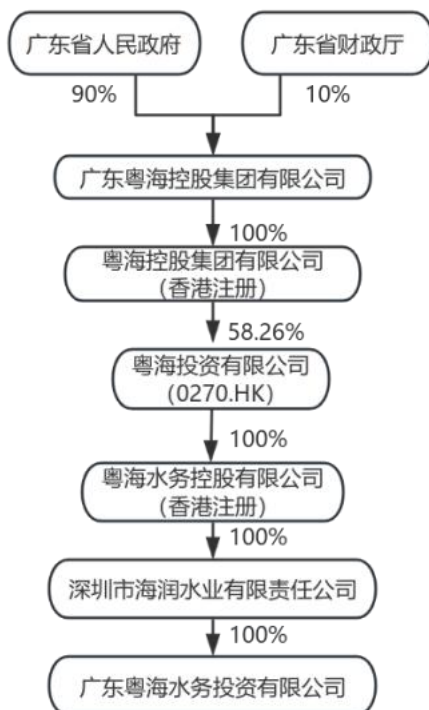 广东省人民政府
广东省财政厅
90%
10%
广东粤海控股集团有限公司
100%
粤海控股集团有限公司
(香港注册)
58.26%
粤海投资有限公司
(0270.HK)
100%
粤海水务控股有限公司
(香港注册)
100%
深圳市海润水业有限责任公司
100%
广东粤海水务投资有限公司